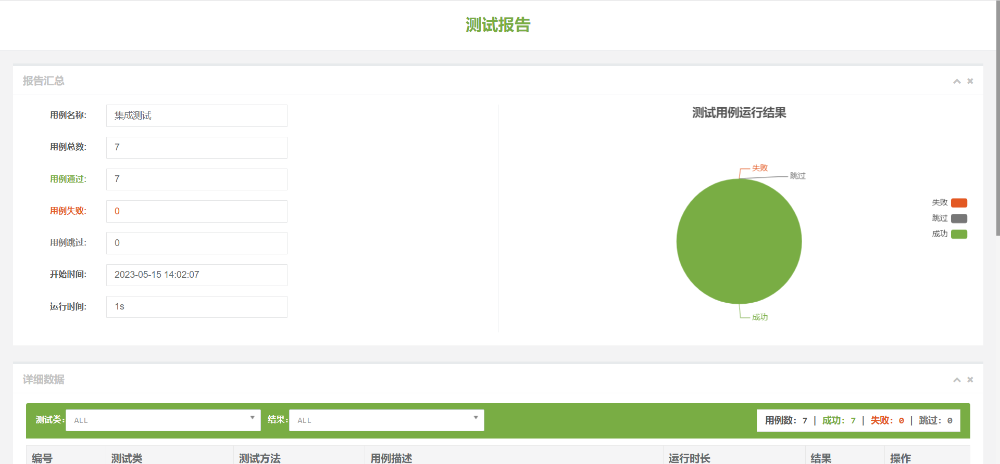 测试报告
报告汇总
用例名称: 集成测试
用例总数: 7
用例通过: 7
用例失败: 0
用例跳过: 0
开始时间: 2023-05-15 14:02:07
运行时间: 1s
测试用例运行结果
失败
跳过
成功
失败
跳过
成功
详细数据
测试类: ALL 结果: ALL 用例数: 7 | 成功: 7 | 失败: 0 | 跳过: 0
编号 测试类 测试方法 用例描述 运行时长 结果 操作